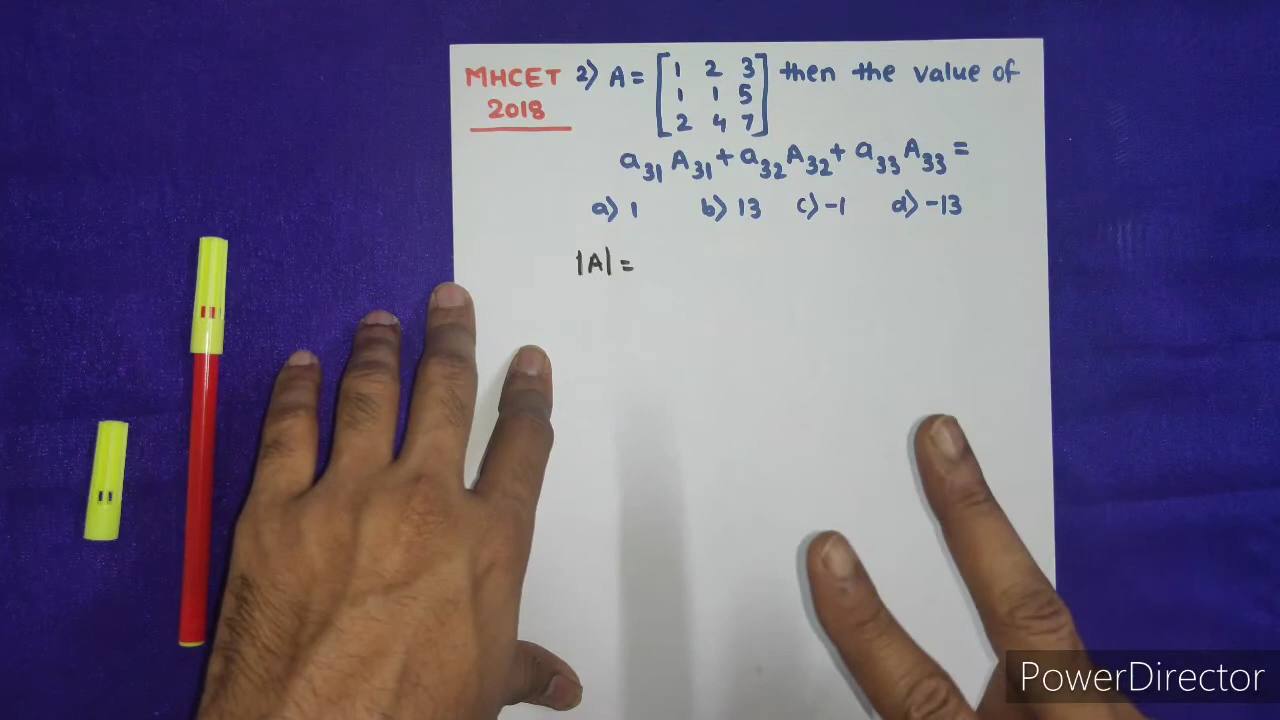 MHCET 2) A = [1 2 3] then the value of
2018 [1 1 5]
[2 4 7]
a31 A31 + a32 A32 + a33 A33 =
a) 1 b) 13 c) -1 d) -13
|A| =
PowerDirector